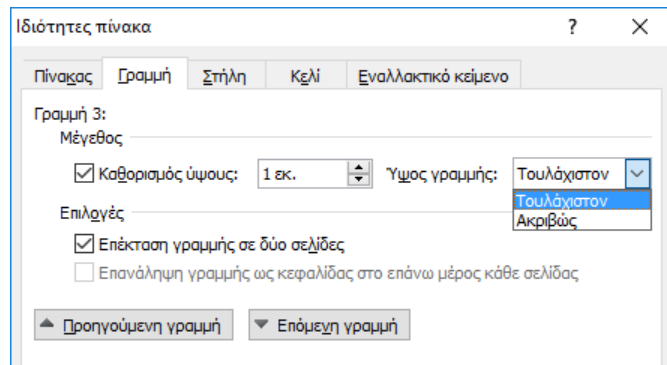 Ιδιότητες πίνακα ?
Πίνακας Γραμμή Στήλη Κελί Εναλλακτικό κείμενο
Γραμμή 3:
Μέγεθος
Καθορισμός ύψους: 1 εκ. Ύψος γραμμής: Τουλάχιστον
Τουλάχιστον
Ακριβώς
Επιλογές
Επέκταση γραμμής σε δύο σελίδες
Επανάληψη γραμμής ως κεφαλίδας στο επάνω μέρος κάθε σελίδας
Προηγούμενη γραμμή Επόμενη γραμμή